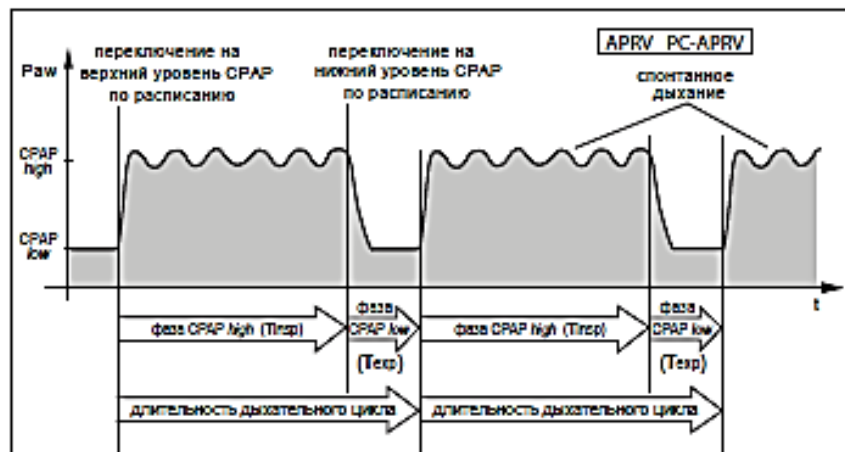 переключение на
верхний уровень CPAP
по расписанию
переключение на
нижний уровень CPAP
по расписанию
APRV PC-APRV
спонтанное
дыхание
Paw
CPAP
high
CPAP
low
t
фаза CPAP high (Tinsp)
фаза
CPAP low
(Texp)
фаза CPAP high (Tinsp)
фаза
CPAP low
(Texp)
длительность дыхательного цикла
длительность дыхательного цикла